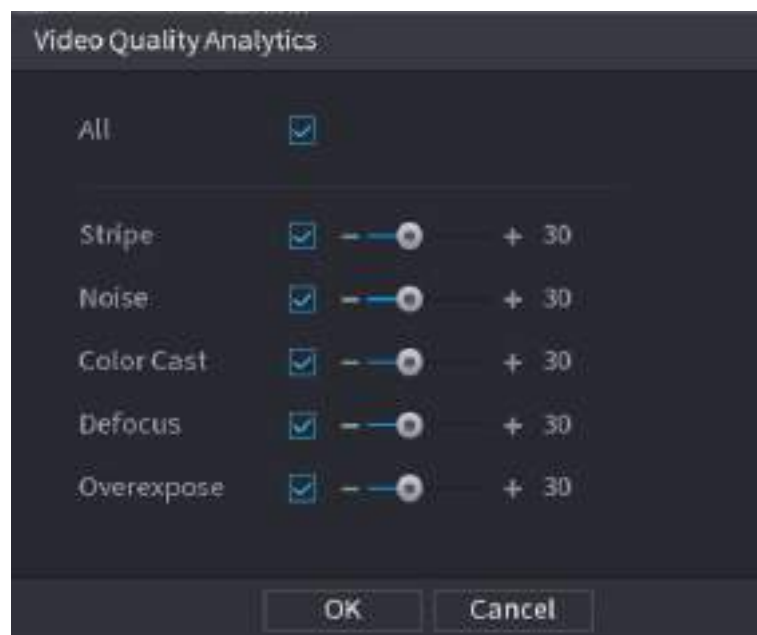 Video Quality Analytics
All
Stripe - + 30
Noise - + 30
Color Cast - + 30
Defocus - + 30
Overexpose - + 30
OK Cancel